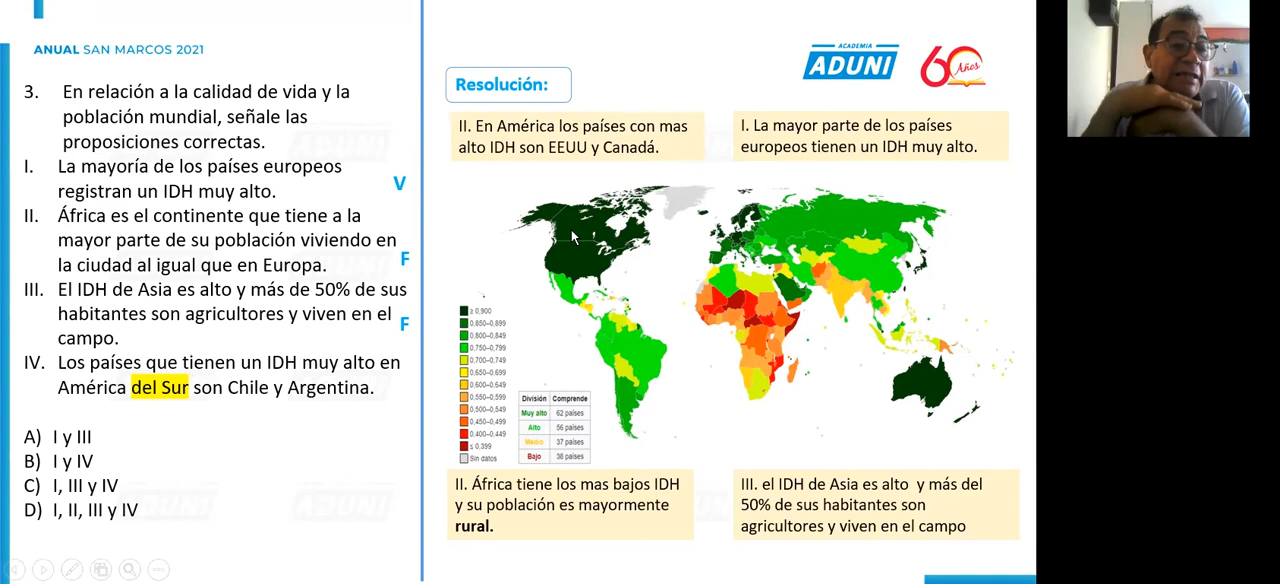 ANUAL SAN MARCOS 2021
3. En relación a la calidad de vida y la
población mundial, señale las
proposiciones correctas.
I. La mayoría de los países europeos
registran un IDH muy alto.
V
II. África es el continente que tiene a la
mayor parte de su población viviendo en
la ciudad al igual que en Europa.
F
III. El IDH de Asia es alto y más de 50% de sus
habitantes son agricultores y viven en el
campo.
F
IV. Los países que tienen un IDH muy alto en
América del Sur son Chile y Argentina.
A) I y III
B) I y IV
C) I, III y IV
D) I, II, III y IV
Resolución:
ACADEMIA
ADUNI
60 Años
II. En América los países con mas
alto IDH son EEUU y Canadá.
I. La mayor parte de los países
europeos tienen un IDH muy alto.
≥ 0,900
0,850–0,899
0,800–0,849
0,750–0,799
0,700–0,749
0,650–0,699
0,600–0,649
0,550–0,599
0,500–0,549
0,450–0,499
0,400–0,449
≤ 0,399
Sin datos
División Comprende
Muy alto 62 países
Alto 56 países
Medio 37 países
Bajo 38 países
II. África tiene los mas bajos IDH
y su población es mayormente
rural.
III. el IDH de Asia es alto y más del
50% de sus habitantes son
agricultores y viven en el campo